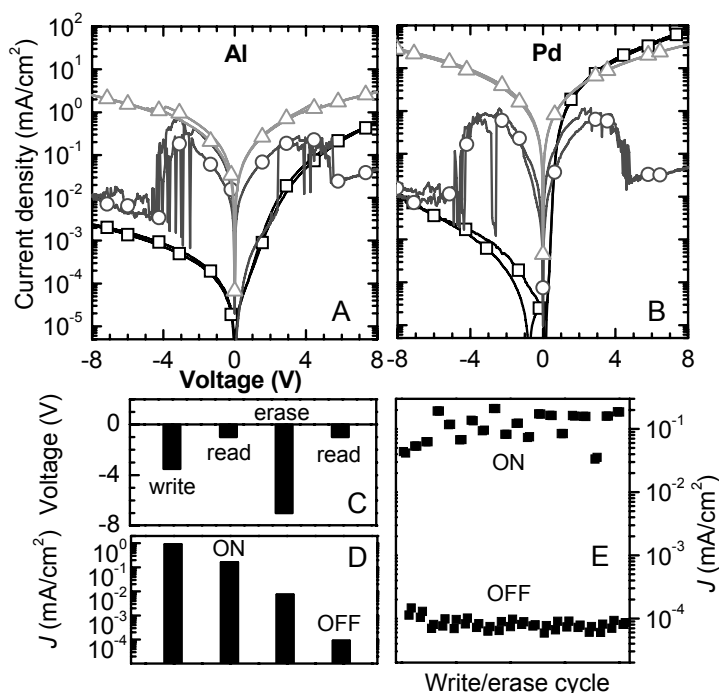 Al
Pd
Current density (mA/cm²)
10²
10¹
10⁰
10⁻¹
10⁻²
10⁻³
10⁻⁴
10⁻⁵
A
B
-8 -4 0 4 8
-8 -4 0 4 8
Voltage (V)
Voltage (V)
0
-4
-8
erase
read
read
write
C
J (mA/cm²)
10⁰
10⁻¹
10⁻²
10⁻³
10⁻⁴
ON
OFF
D
ON
OFF
E
10⁻¹
10⁻²
10⁻³
10⁻⁴
J (mA/cm²)
Write/erase cycle